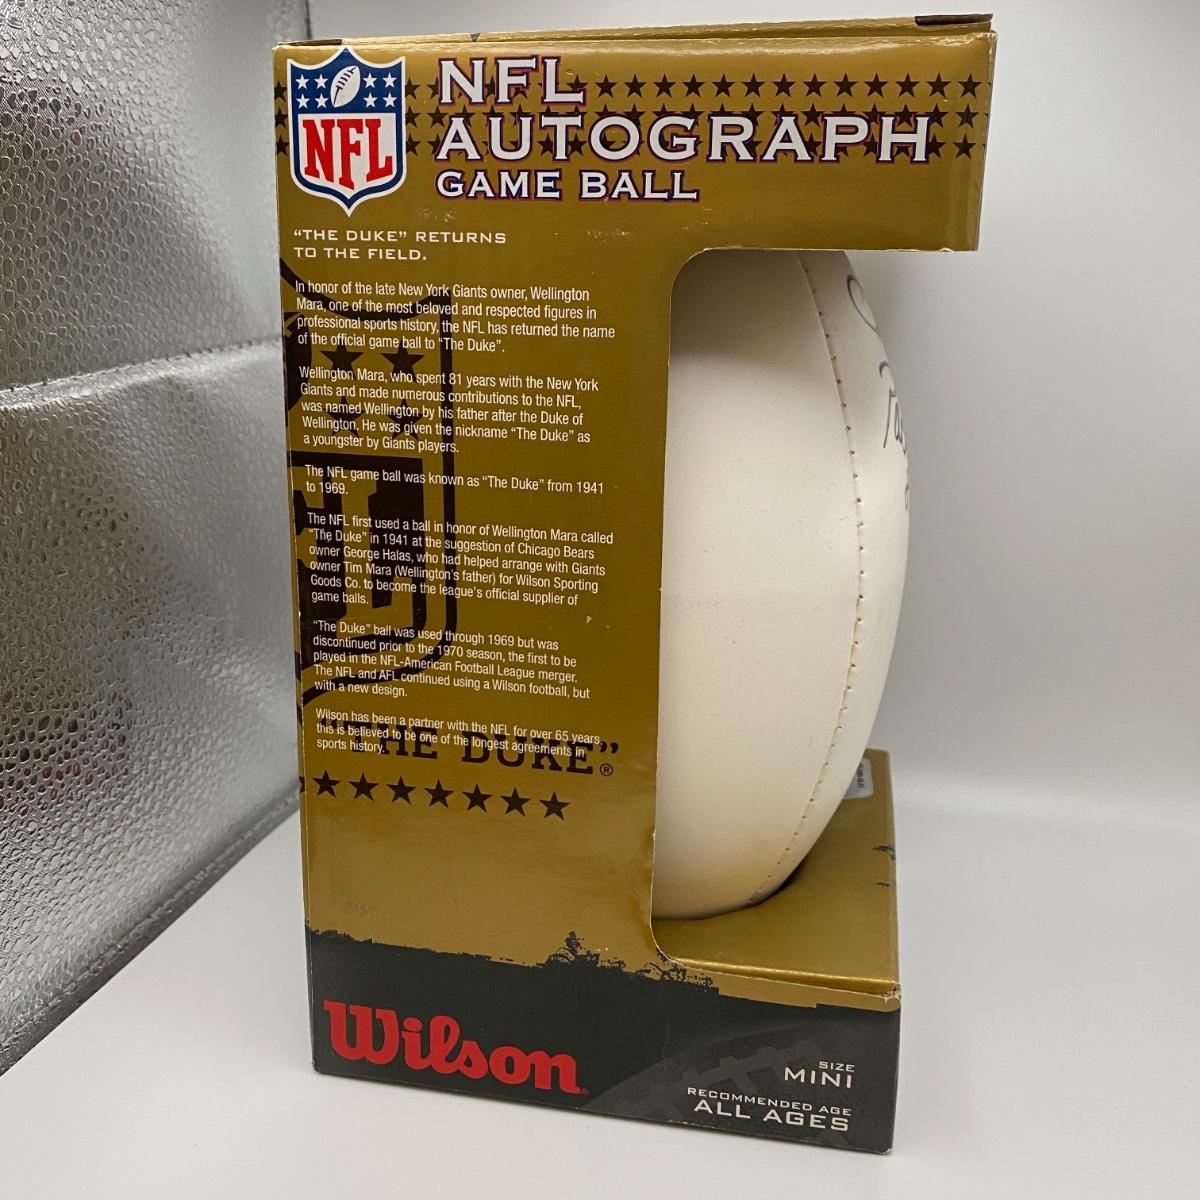 NFL
NFL
AUTOGRAPH
GAME BALL
“THE DUKE” RETURNS
TO THE FIELD.
In honor of the late New York Giants owner, Wellington
Mara, one of the most beloved and respected figures in
professional sports history, the NFL has returned the name
of the official game ball to “The Duke”.
Wellington Mara, who spent 81 years with the New York
Giants and made numerous contributions to the NFL,
was named Wellington by his father after the Duke of
Wellington. He was given the nickname “The Duke” as
a youngster by Giants players.
The NFL game ball was known as “The Duke” from 1941
to 1969.
The NFL first used a ball in honor of Wellington Mara called
“The Duke” in 1941 at the suggestion of Chicago Bears
owner George Halas, who had helped arrange with Giants
owner Tim Mara (Wellington's father) for Wilson Sporting
Goods Co. to become the league's official supplier of
game balls.
“The Duke” ball was used through 1969 but was
discontinued prior to the 1970 season, the first to be
played in the NFL-American Football League merger.
The NFL and AFL continued using a Wilson football, but
with a new design.
Wilson has been a partner with the NFL for over 65 years,
this is believed to be one of the longest agreements in
sports history.
“THE DUKE”®
Wilson
SIZE
MINI
RECOMMENDED AGE
ALL AGES